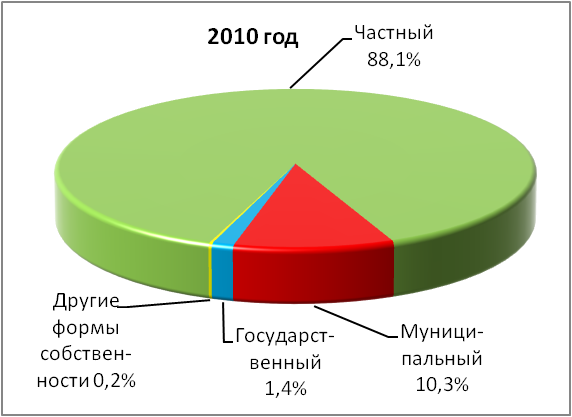 2010 год
Частный
88,1%
Другие
формы
собствен-
ности 0,2%
Государст-
венный
1,4%
Муници-
пальный
10,3%